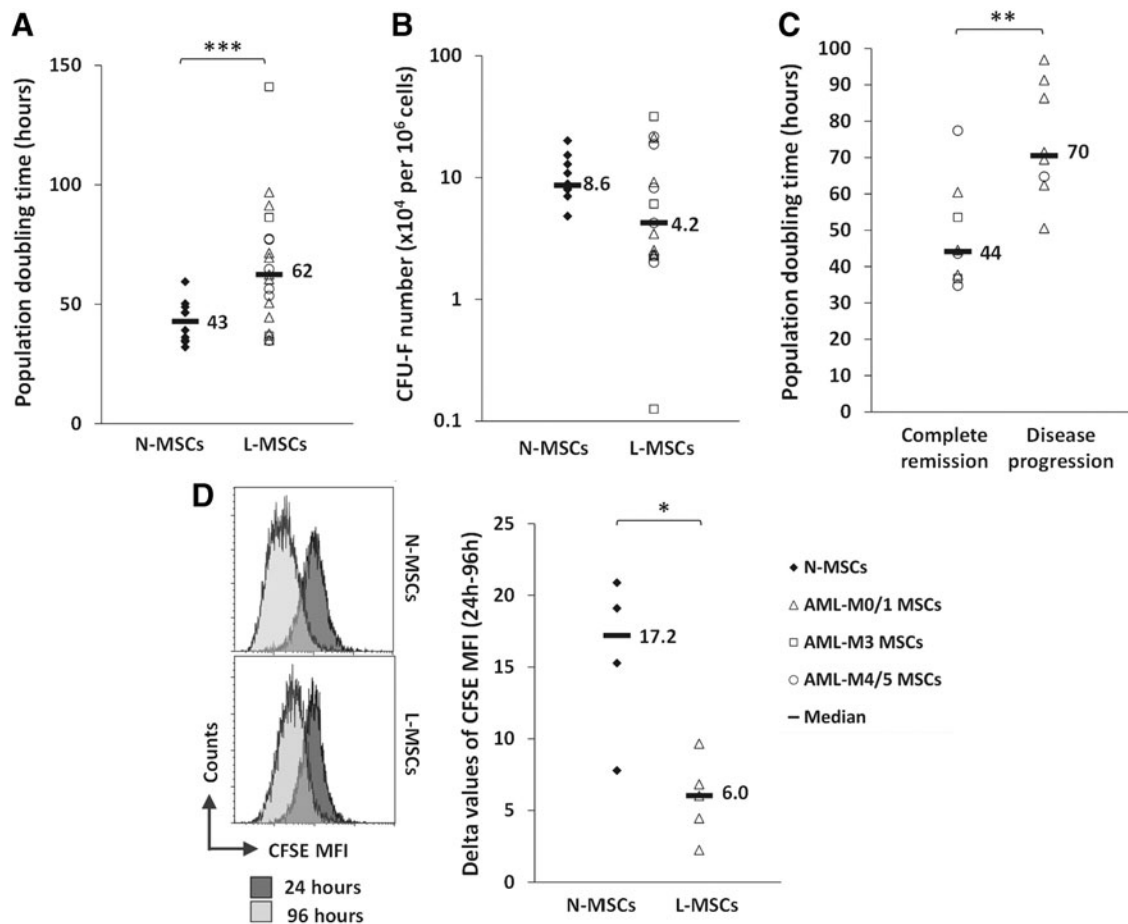 A
***
Population doubling time (hours)
150
100
50
0
43
62
N-MSCs
L-MSCs
B
CFU-F number (x10⁴ per 10⁶ cells)
100
10
1
0.1
8.6
4.2
N-MSCs
L-MSCs
C
**
Population doubling time (hours)
100
90
80
70
60
50
40
30
20
10
0
44
70
Complete
remission
Disease
progression
D
N-MSCs
L-MSCs
Counts
CFSE MFI
24 hours
96 hours
*
Delta values of CFSE MFI (24h-96h)
25
20
15
10
5
0
17.2
6.0
N-MSCs
L-MSCs
N-MSCs
AML-M0/1 MSCs
AML-M3 MSCs
AML-M4/5 MSCs
Median